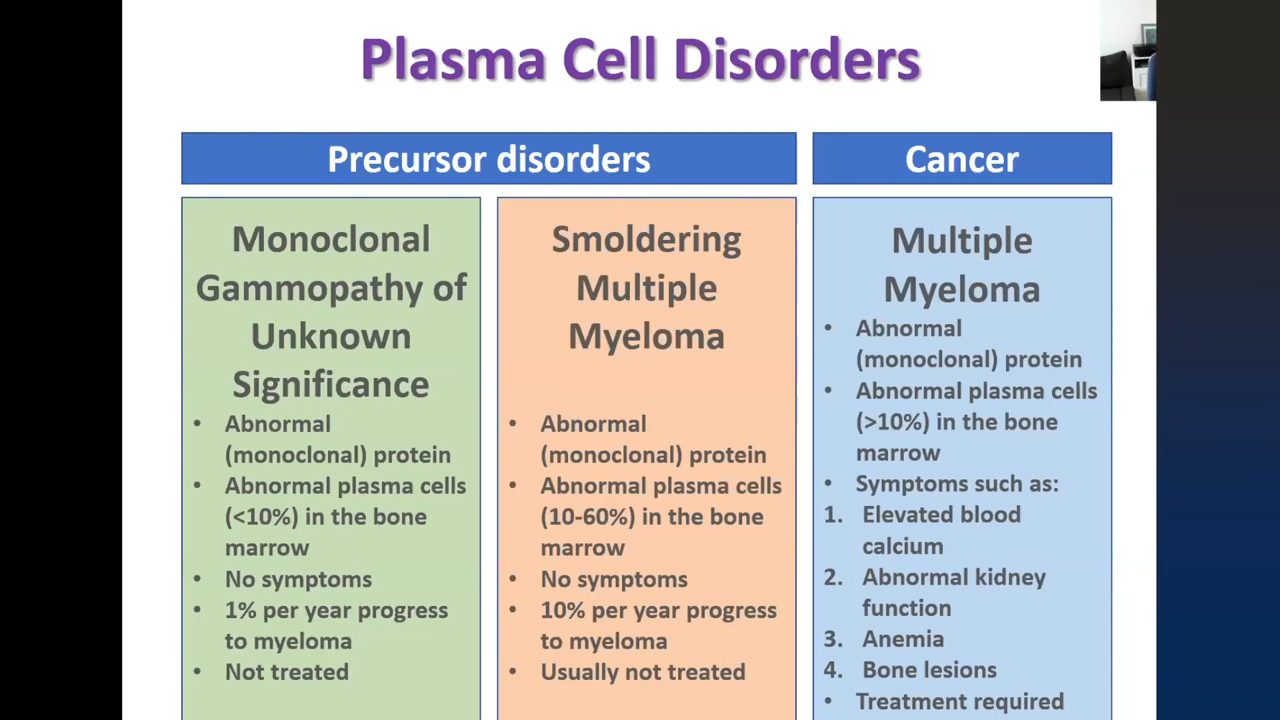 Plasma Cell Disorders
Precursor disorders
Cancer
Monoclonal
Gammopathy of
Unknown
Significance
• Abnormal
(monoclonal) protein
• Abnormal plasma cells
(<10%) in the bone
marrow
• No symptoms
• 1% per year progress
to myeloma
• Not treated
Smoldering
Multiple
Myeloma
• Abnormal
(monoclonal) protein
• Abnormal plasma cells
(10-60%) in the bone
marrow
• No symptoms
• 10% per year progress
to myeloma
• Usually not treated
Multiple
Myeloma
• Abnormal
(monoclonal) protein
• Abnormal plasma cells
(>10%) in the bone
marrow
• Symptoms such as:
1. Elevated blood
calcium
2. Abnormal kidney
function
3. Anemia
4. Bone lesions
• Treatment required